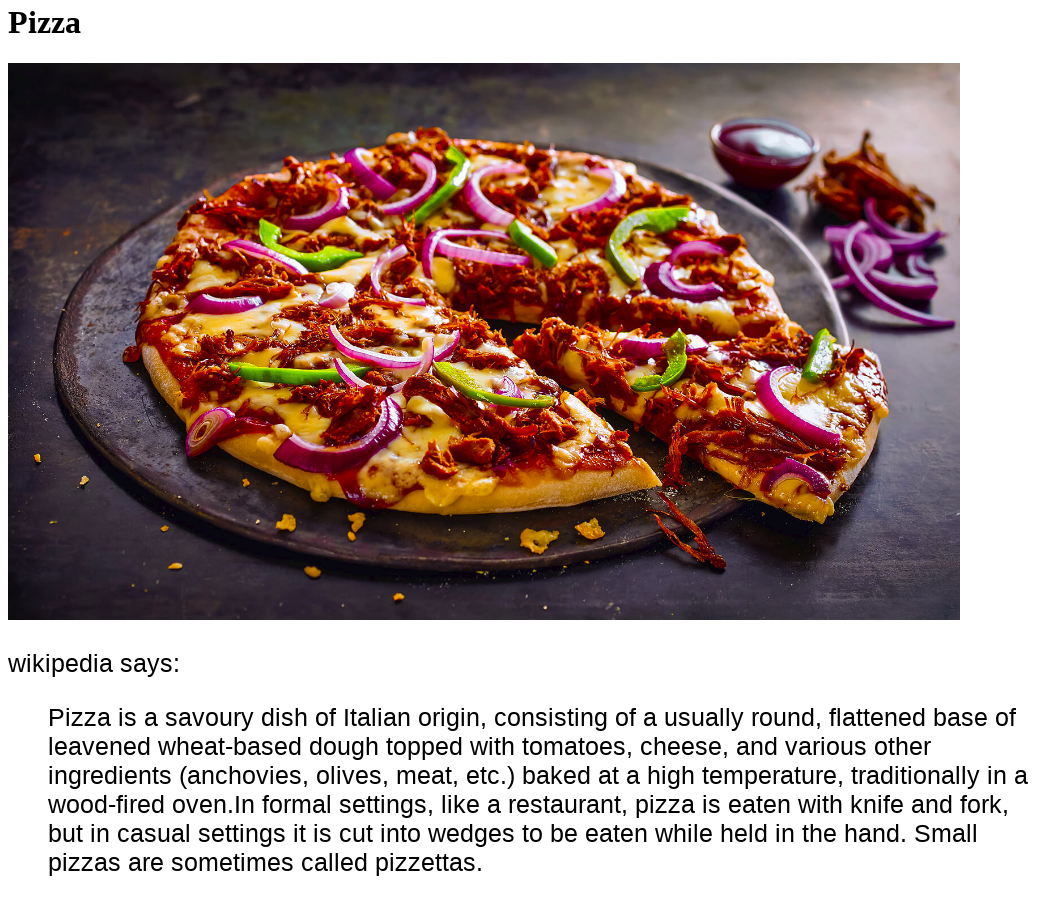 Pizza
wikipedia says:
Pizza is a savoury dish of Italian origin, consisting of a usually round, flattened base of
leavened wheat-based dough topped with tomatoes, cheese, and various other
ingredients (anchovies, olives, meat, etc.) baked at a high temperature, traditionally in a
wood-fired oven.In formal settings, like a restaurant, pizza is eaten with knife and fork,
but in casual settings it is cut into wedges to be eaten while held in the hand. Small
pizzas are sometimes called pizzettas.